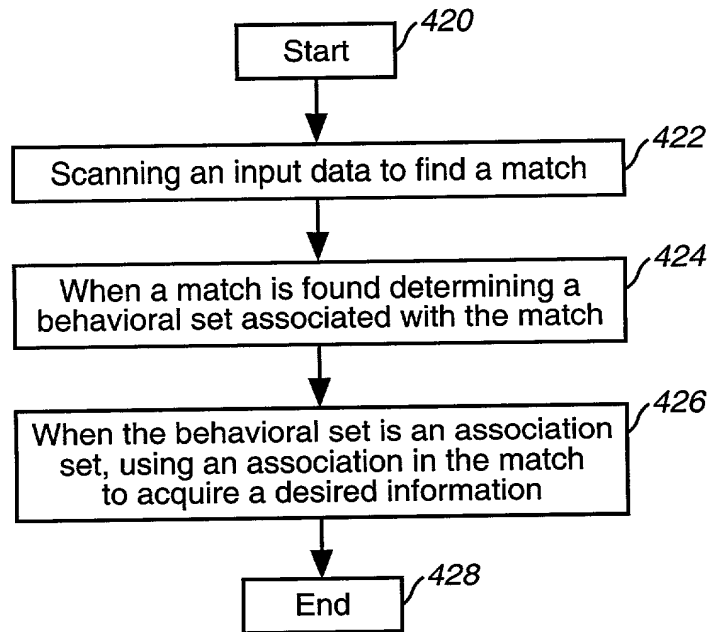 420
Start
422
Scanning an input data to find a match
424
When a match is found determining a
behavioral set associated with the match
426
When the behavioral set is an association
set, using an association in the match
to acquire a desired information
428
End